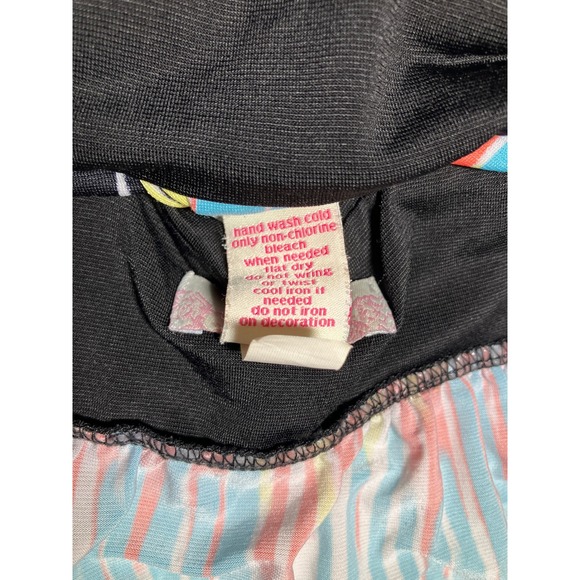 hand wash cold
only non-chlorine
bleach
when needed
flat dry
do not wring
or twist
cool iron if
needed
do not iron
on decoration